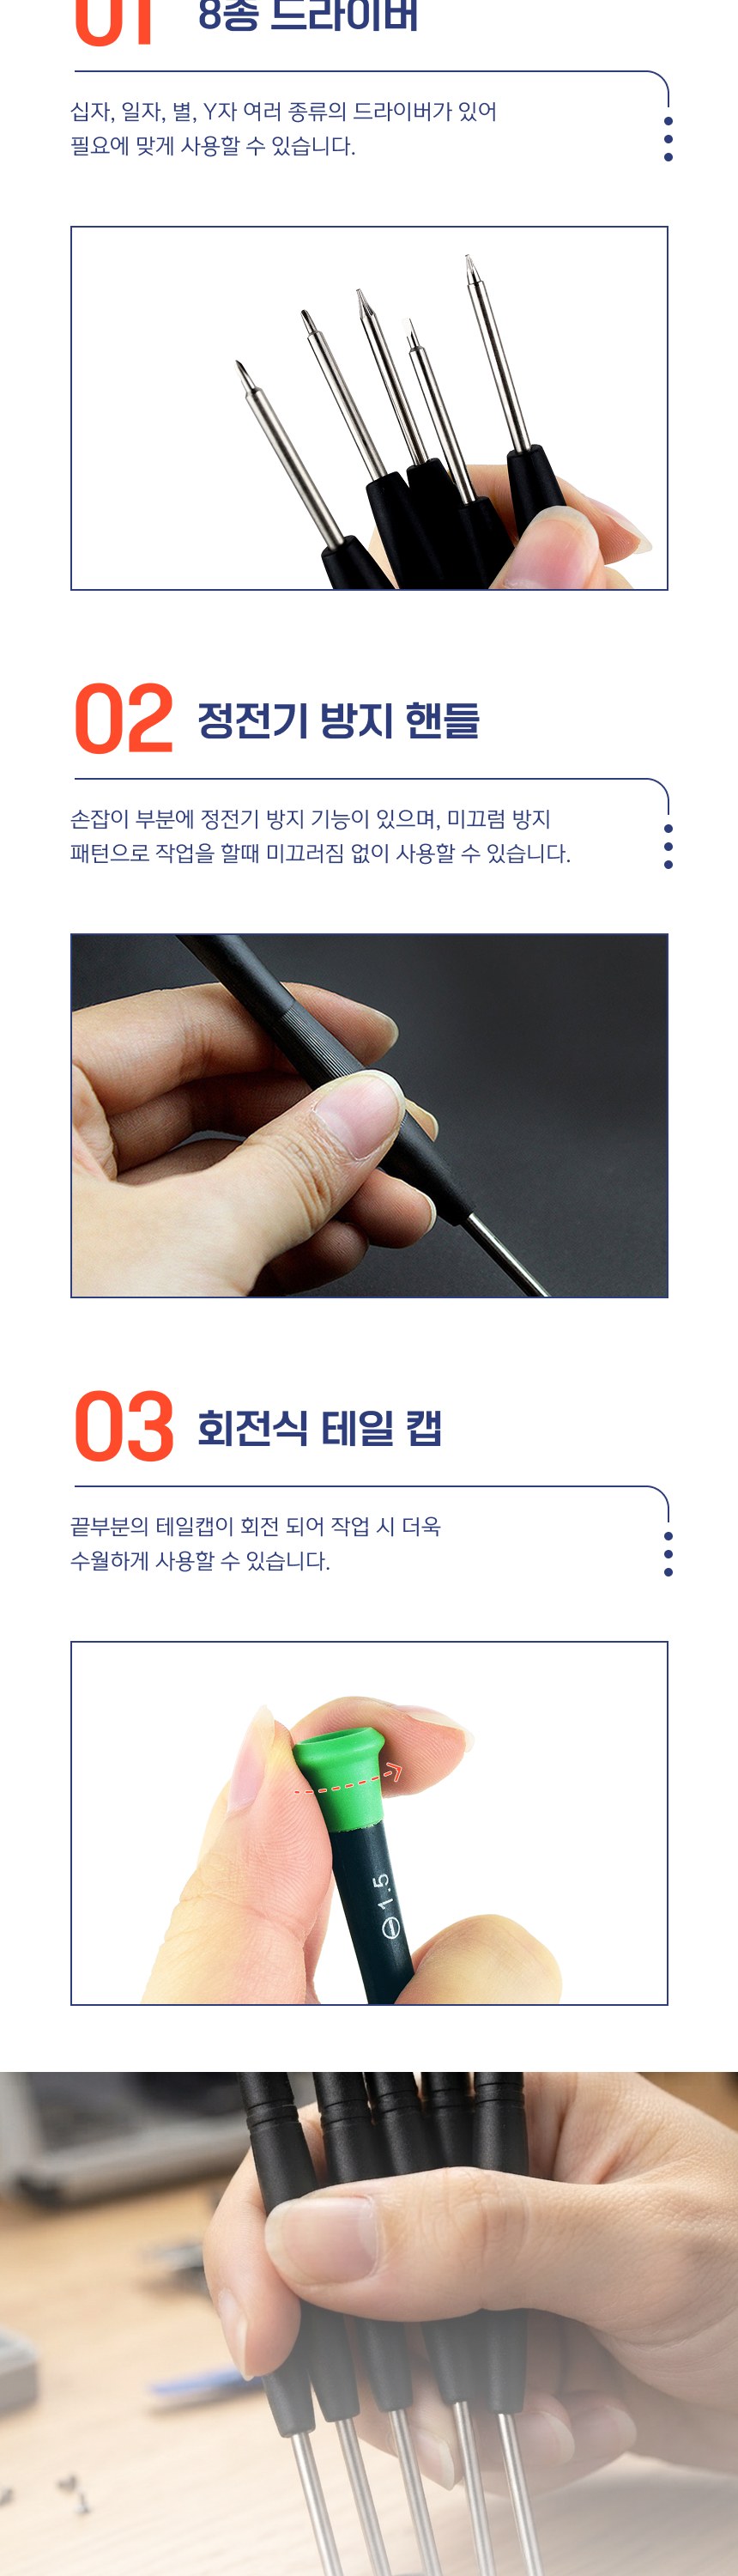 01 8종 드라이버
십자, 일자, 별, Y자 여러 종류의 드라이버가 있어
필요에 맞게 사용할 수 있습니다.
02 정전기 방지 핸들
손잡이 부분에 정전기 방지 기능이 있으며, 미끄럼 방지
패턴으로 작업을 할때 미끄러짐 없이 사용할 수 있습니다.
03 회전식 테일 캡
끝부분의 테일캡이 회전 되어 작업 시 더욱
수월하게 사용할 수 있습니다.
1.5